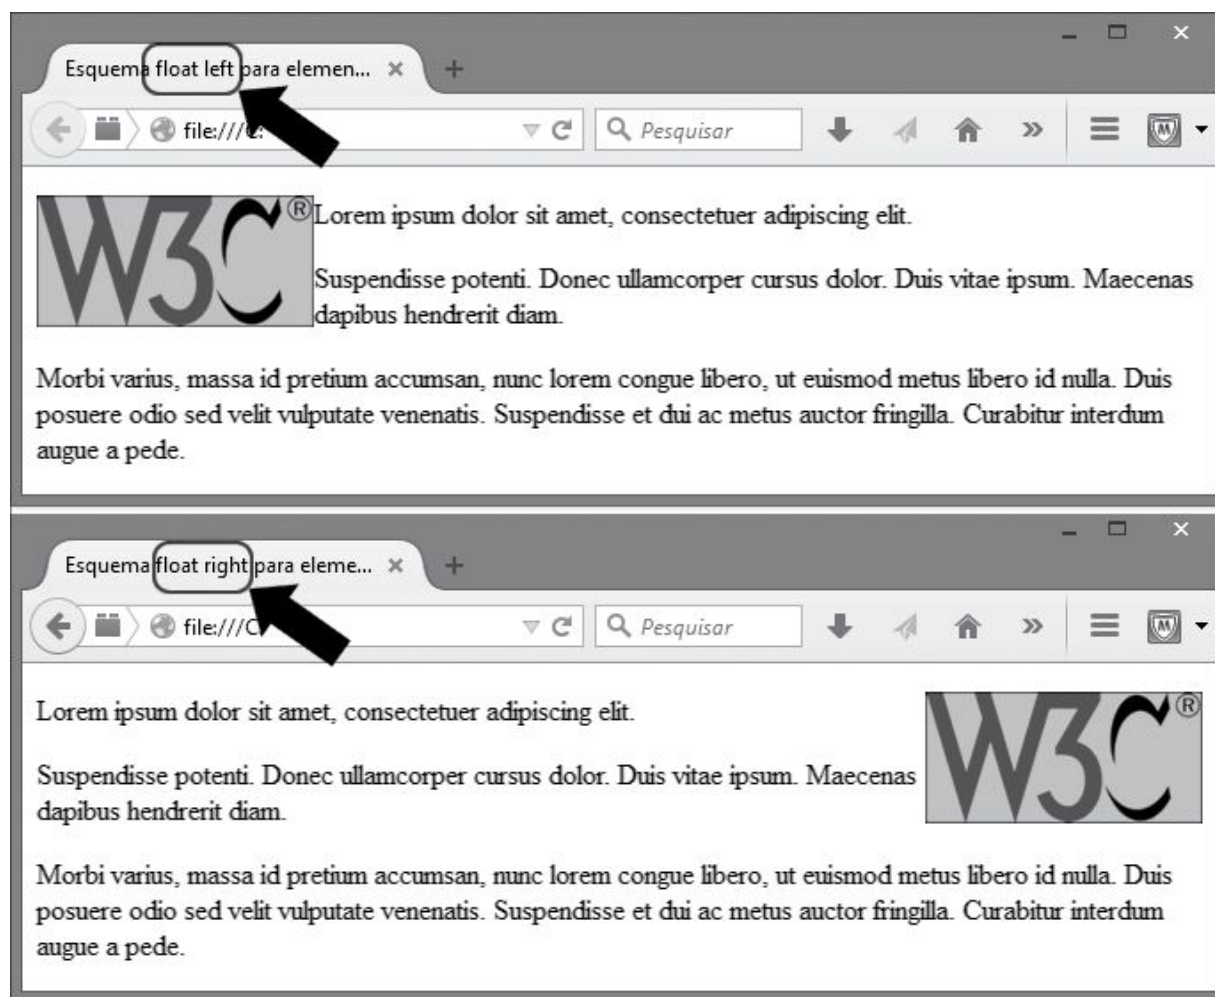 Esquema float left para elemen...
file:///C:
Pesquisar
W3C®
Lorem ipsum dolor sit amet, consectetuer adipiscing elit.
Suspendisse potenti. Donec ullamcorper cursus dolor. Duis vitae ipsum. Maecenas
dapibus hendrerit diam.
Morbi varius, massa id pretium accumsan, nunc lorem congue libero, ut euismod metus libero id nulla. Duis
posuere odio sed velit vulputate venenatis. Suspendisse et dui ac metus auctor fringilla. Curabitur interdum
augue a pede.
Esquema float right para eleme...
file:///C
Pesquisar
Lorem ipsum dolor sit amet, consectetuer adipiscing elit.
W3C®
Suspendisse potenti. Donec ullamcorper cursus dolor. Duis vitae ipsum. Maecenas
dapibus hendrerit diam.
Morbi varius, massa id pretium accumsan, nunc lorem congue libero, ut euismod metus libero id nulla. Duis
posuere odio sed velit vulputate venenatis. Suspendisse et dui ac metus auctor fringilla. Curabitur interdum
augue a pede.